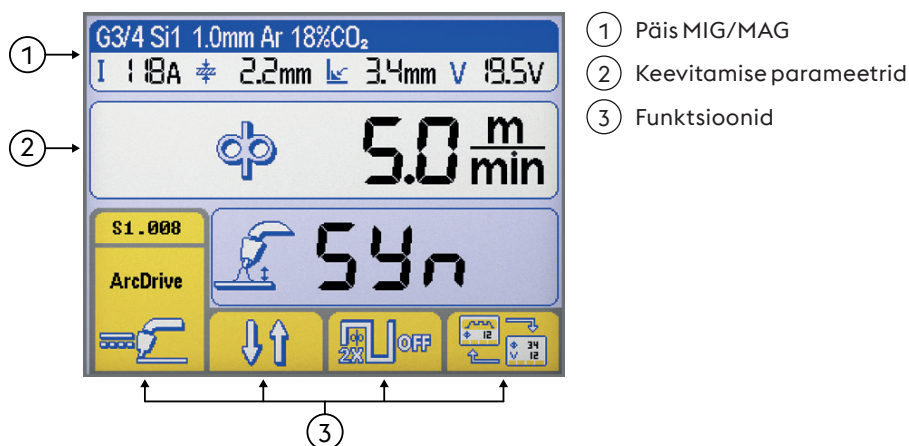 G3/4 Si1 1.0mm Ar 18%CO₂
I 118A 2.2mm 3.4mm V 19.5V
5.0 m/min
S1.008
ArcDrive
Syn
2X OFF
12
34
V 12
1 Päis MIG/MAG
2 Keevitamise parameetrid
3 Funktsioonid
1
2
3